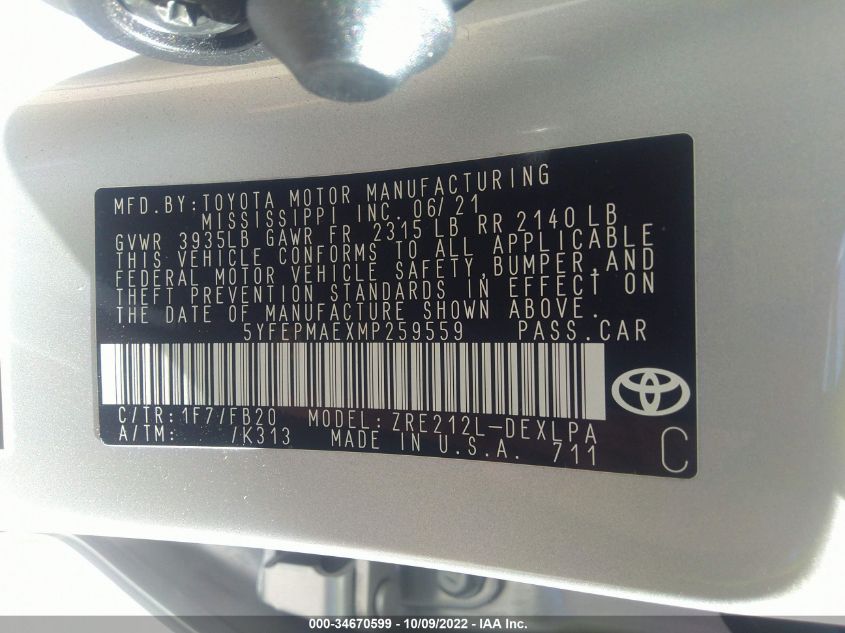 MFD.BY:TOYOTA MOTOR MANUFACTURING
MISSISSIPPI INC. 06/21
GVWR 3935LB GAWR FR 2315 LB RR 2140 LB
THIS VEHICLE CONFORMS TO ALL APPLICABLE
FEDERAL MOTOR VEHICLE SAFETY,BUMPER,AND
THEFT PREVENTION STANDARDS IN EFFECT ON
THE DATE OF MANUFACTURE SHOWN ABOVE.
5YFEPMAEXMP259559 PASS.CAR
C/TR:1F7/FB20 MODEL:ZRE212L-DEXLPA
A/TM: /K313 MADE IN U.S.A. 711
C
000-34670599 | 10/09/2022 - IAA Inc.